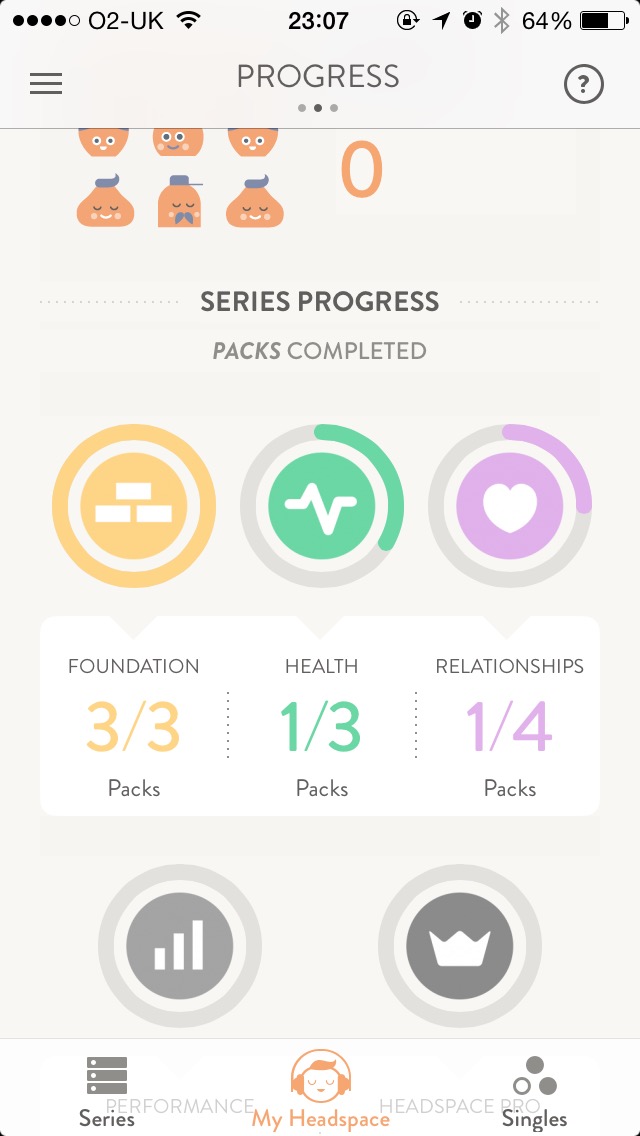 O2-UK 23:07 64%
PROGRESS
?
0
SERIES PROGRESS
PACKS COMPLETED
FOUNDATION HEALTH RELATIONSHIPS
3/3 1/3 1/4
Packs Packs Packs
PERFORMANCE HEADSPACE PRO
Series My Headspace Singles